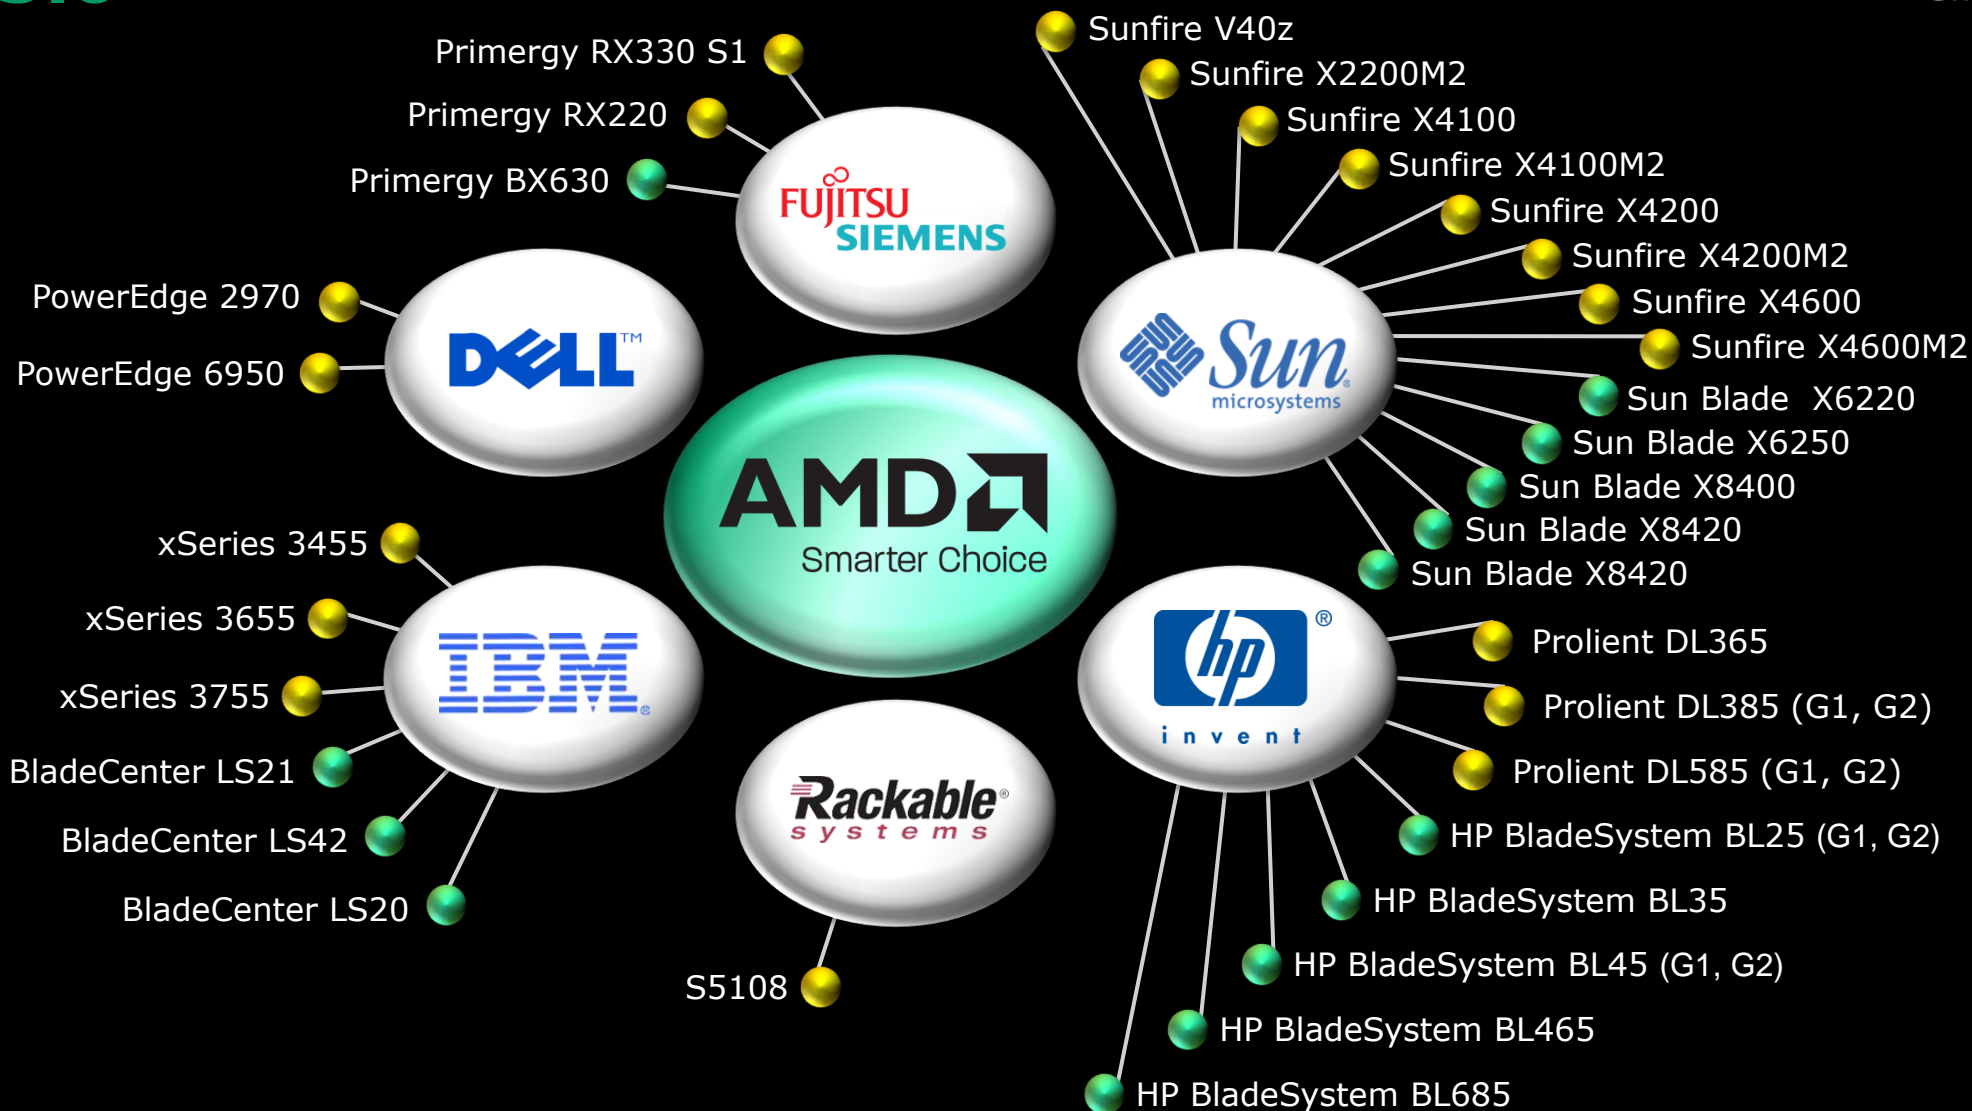 Primergy RX330 S1
Primergy RX220
Primergy BX630
FUJITSU
SIEMENS
Sunfire V40z
Sunfire X2200M2
Sunfire X4100
Sunfire X4100M2
Sunfire X4200
Sunfire X4200M2
Sunfire X4600
Sunfire X4600M2
Sun Blade  X6220
Sun Blade X6250
Sun Blade X8400
Sun Blade X8420
Sun Blade X8420
Sun®
microsystems
PowerEdge 2970
PowerEdge 6950
DELL™
AMD
Smarter Choice
xSeries 3455
xSeries 3655
xSeries 3755
BladeCenter LS21
BladeCenter LS42
BladeCenter LS20
IBM®
Rackable®
systems
S5108
hp®
invent
Prolient DL365
Prolient DL385 (G1, G2)
Prolient DL585 (G1, G2)
HP BladeSystem BL25 (G1, G2)
HP BladeSystem BL35
HP BladeSystem BL45 (G1, G2)
HP BladeSystem BL465
HP BladeSystem BL685